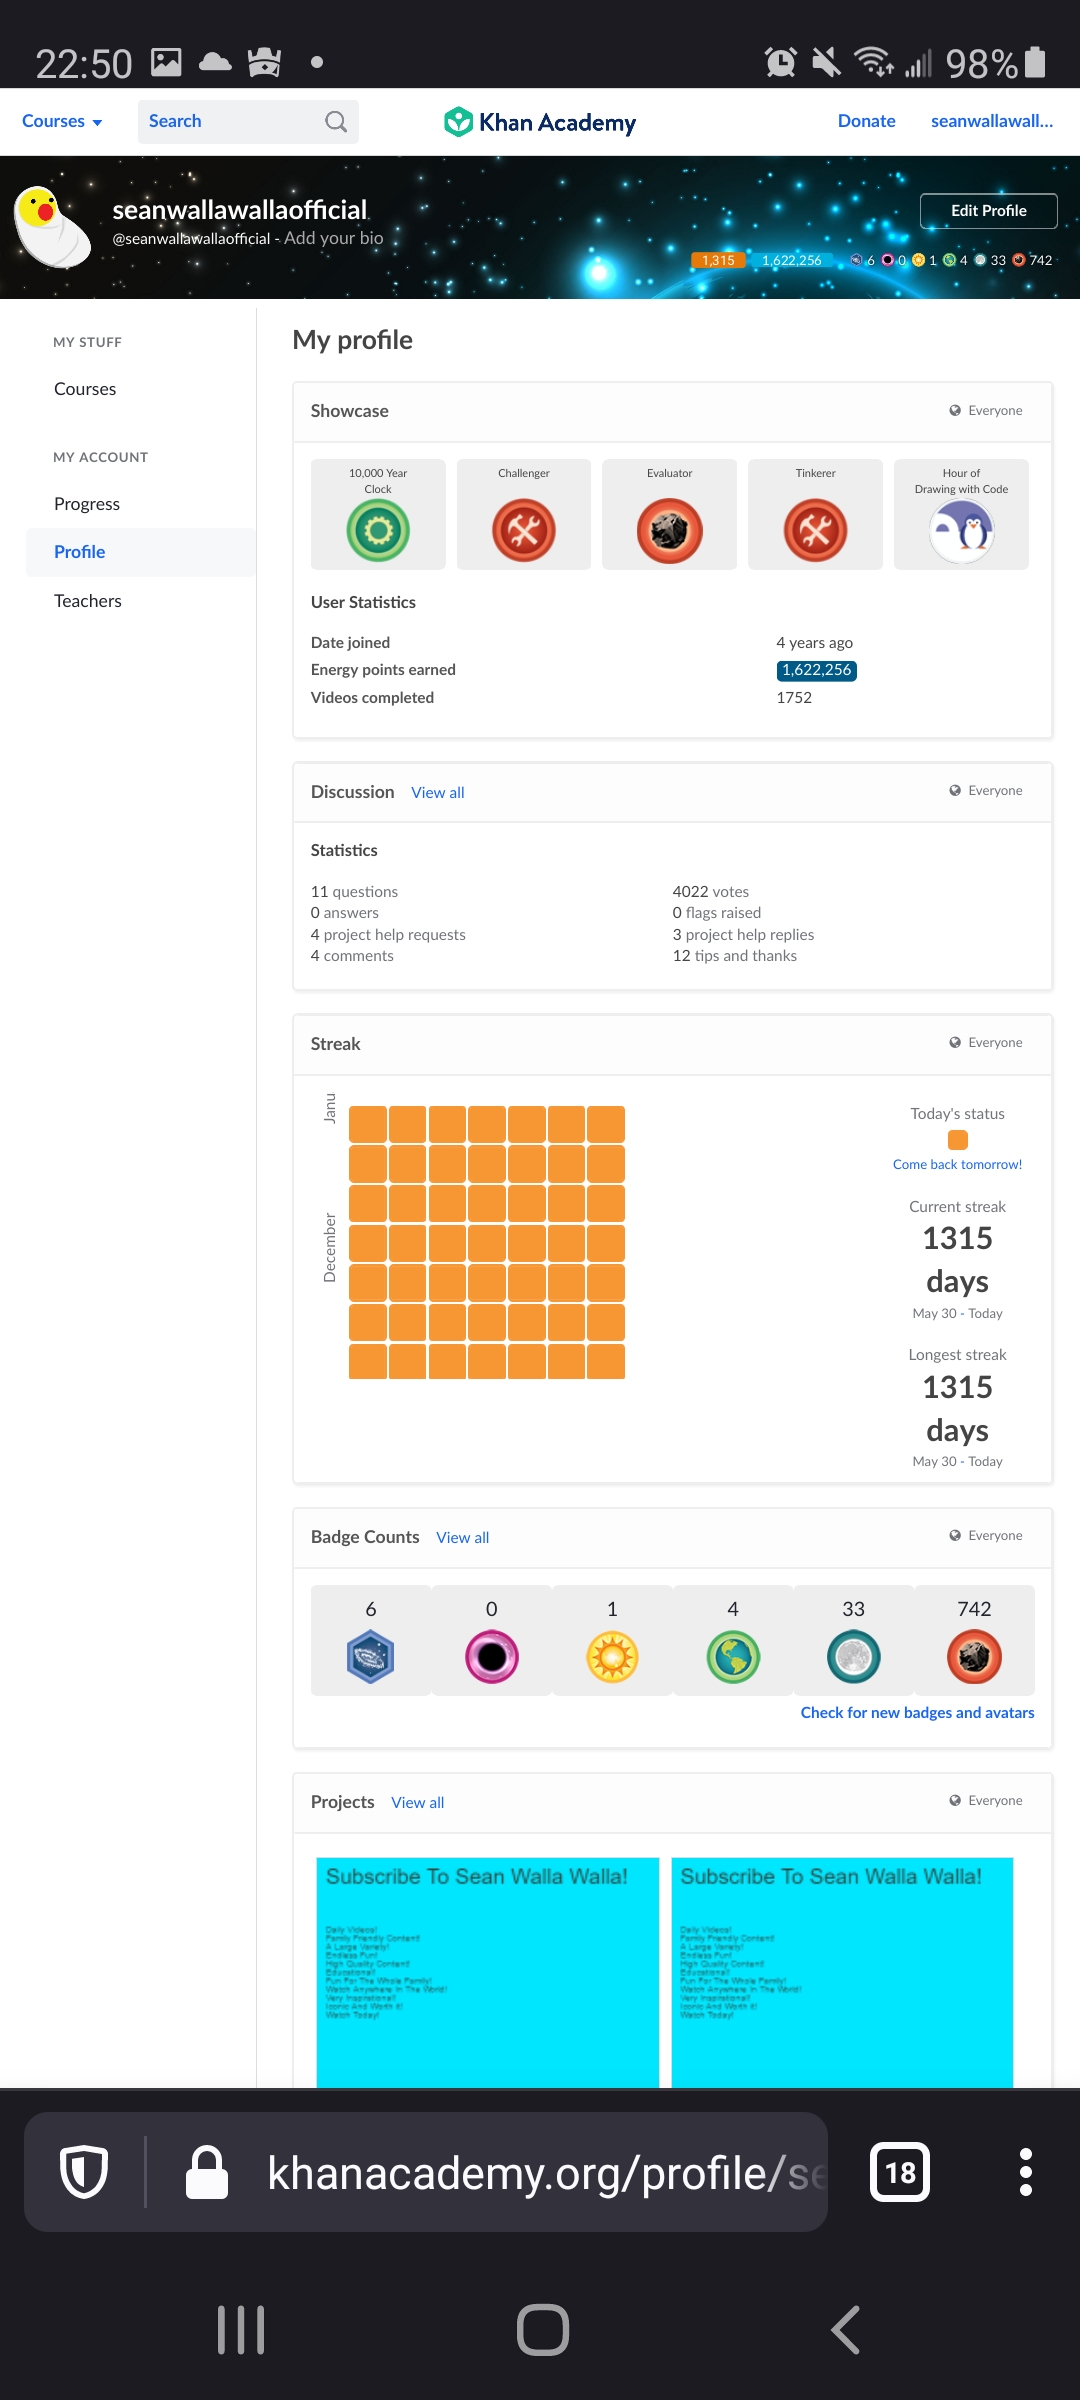 22:50
98%
Courses
Search
Khan Academy
Donate
seanwallawall...
seanwallawallaofficial
@seanwallawallaofficial - Add your bio
Edit Profile
1,315 1,622,256 6 0 1 4 33 742
MY STUFF
Courses
MY ACCOUNT
Progress
Profile
Teachers
My profile
Showcase
Everyone
10,000 Year
Clock
Challenger
Evaluator
Tinkerer
Hour of
Drawing with Code
User Statistics
Date joined 4 years ago
Energy points earned 1,622,256
Videos completed 1752
Discussion View all
Everyone
Statistics
11 questions
0 answers
4 project help requests
4 comments
4022 votes
0 flags raised
3 project help replies
12 tips and thanks
Streak
Everyone
Janu
December
Today's status
Come back tomorrow!
Current streak
1315
days
May 30 - Today
Longest streak
1315
days
May 30 - Today
Badge Counts View all
Everyone
6 0 1 4 33 742
Check for new badges and avatars
Projects View all
Everyone
Subscribe To Sean Walla Walla!
Daily Videos!
Family Friendly Content!
A Large Variety!
Endless Fun!
High Quality Content!
Educational!
Fun For The Whole Family!
Watch Anywhere In The World!
Very Inspirational!
Iconic And Worth it!
Watch Today!
Subscribe To Sean Walla Walla!
Daily Videos!
Family Friendly Content!
A Large Variety!
Endless Fun!
High Quality Content!
Educational!
Fun For The Whole Family!
Watch Anywhere In The World!
Very Inspirational!
Iconic And Worth it!
Watch Today!
khanacademy.org/profile/se
18